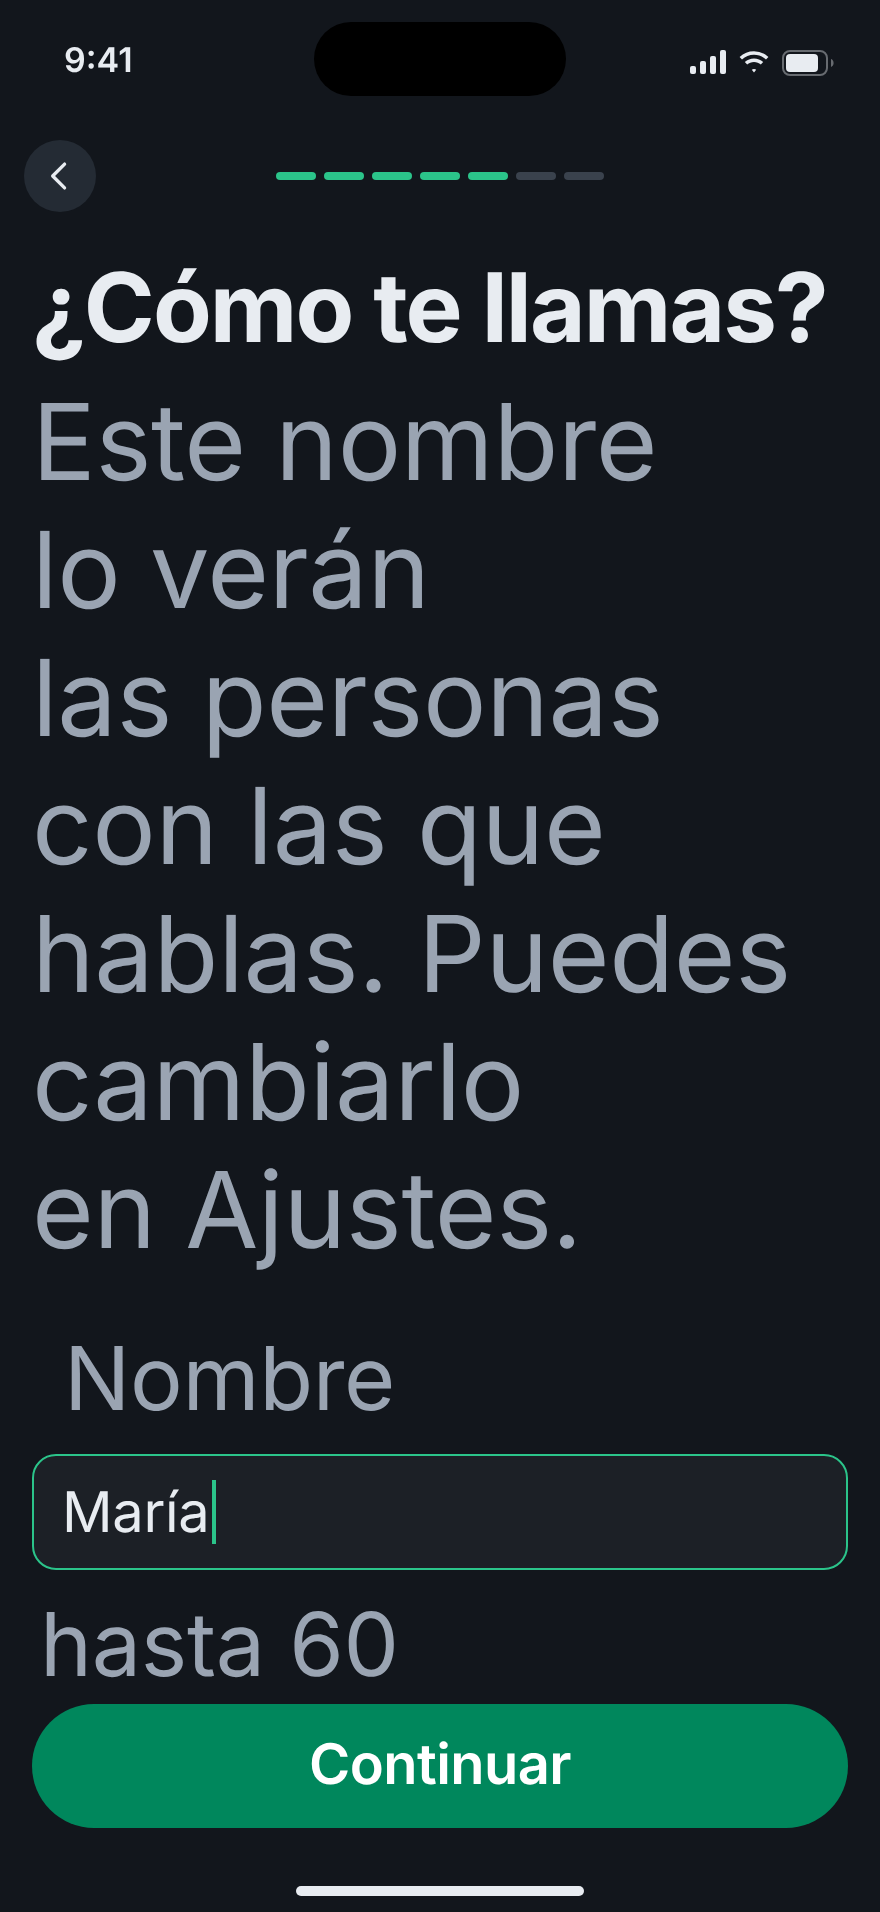 9:41
¿Cómo te llamas?
Este nombre
lo verán
las personas
con las que
hablas. Puedes
cambiarlo
en Ajustes.
Nombre
María
hasta 60
Continuar